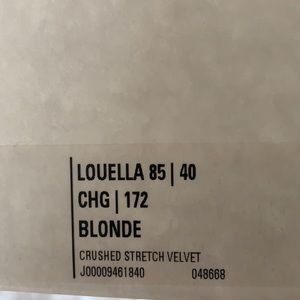 LOUELLA 85 | 40
CHG | 172
BLONDE
CRUSHED STRETCH VELVET
J00009461840 048668